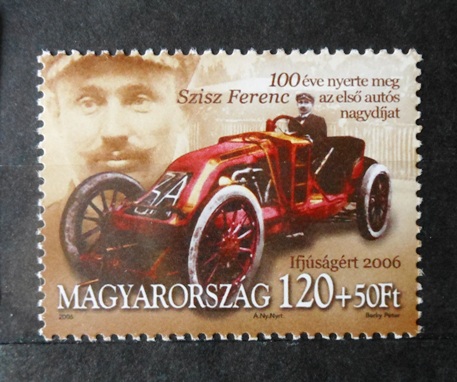 100 éve nyerte meg
Szisz Ferenc az első autós
nagydíjat
3A
Ifjúságért 2006
MAGYARORSZÁG 120+50Ft
2006 Á.Ny.Nyrt. Berky Péter